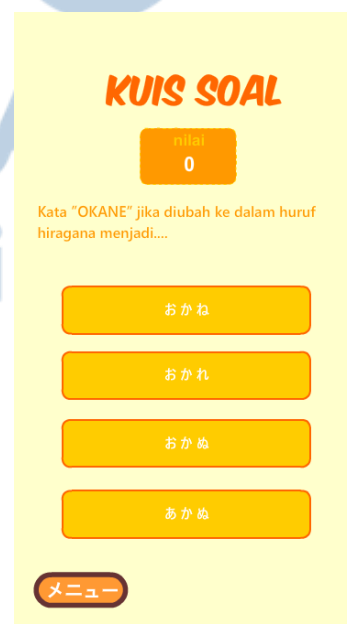 KUIS SOAL
nilai
0
Kata "OKANE" jika diubah ke dalam huruf
hiragana menjadi....
おかね
おかれ
おかぬ
あかぬ
メニュー